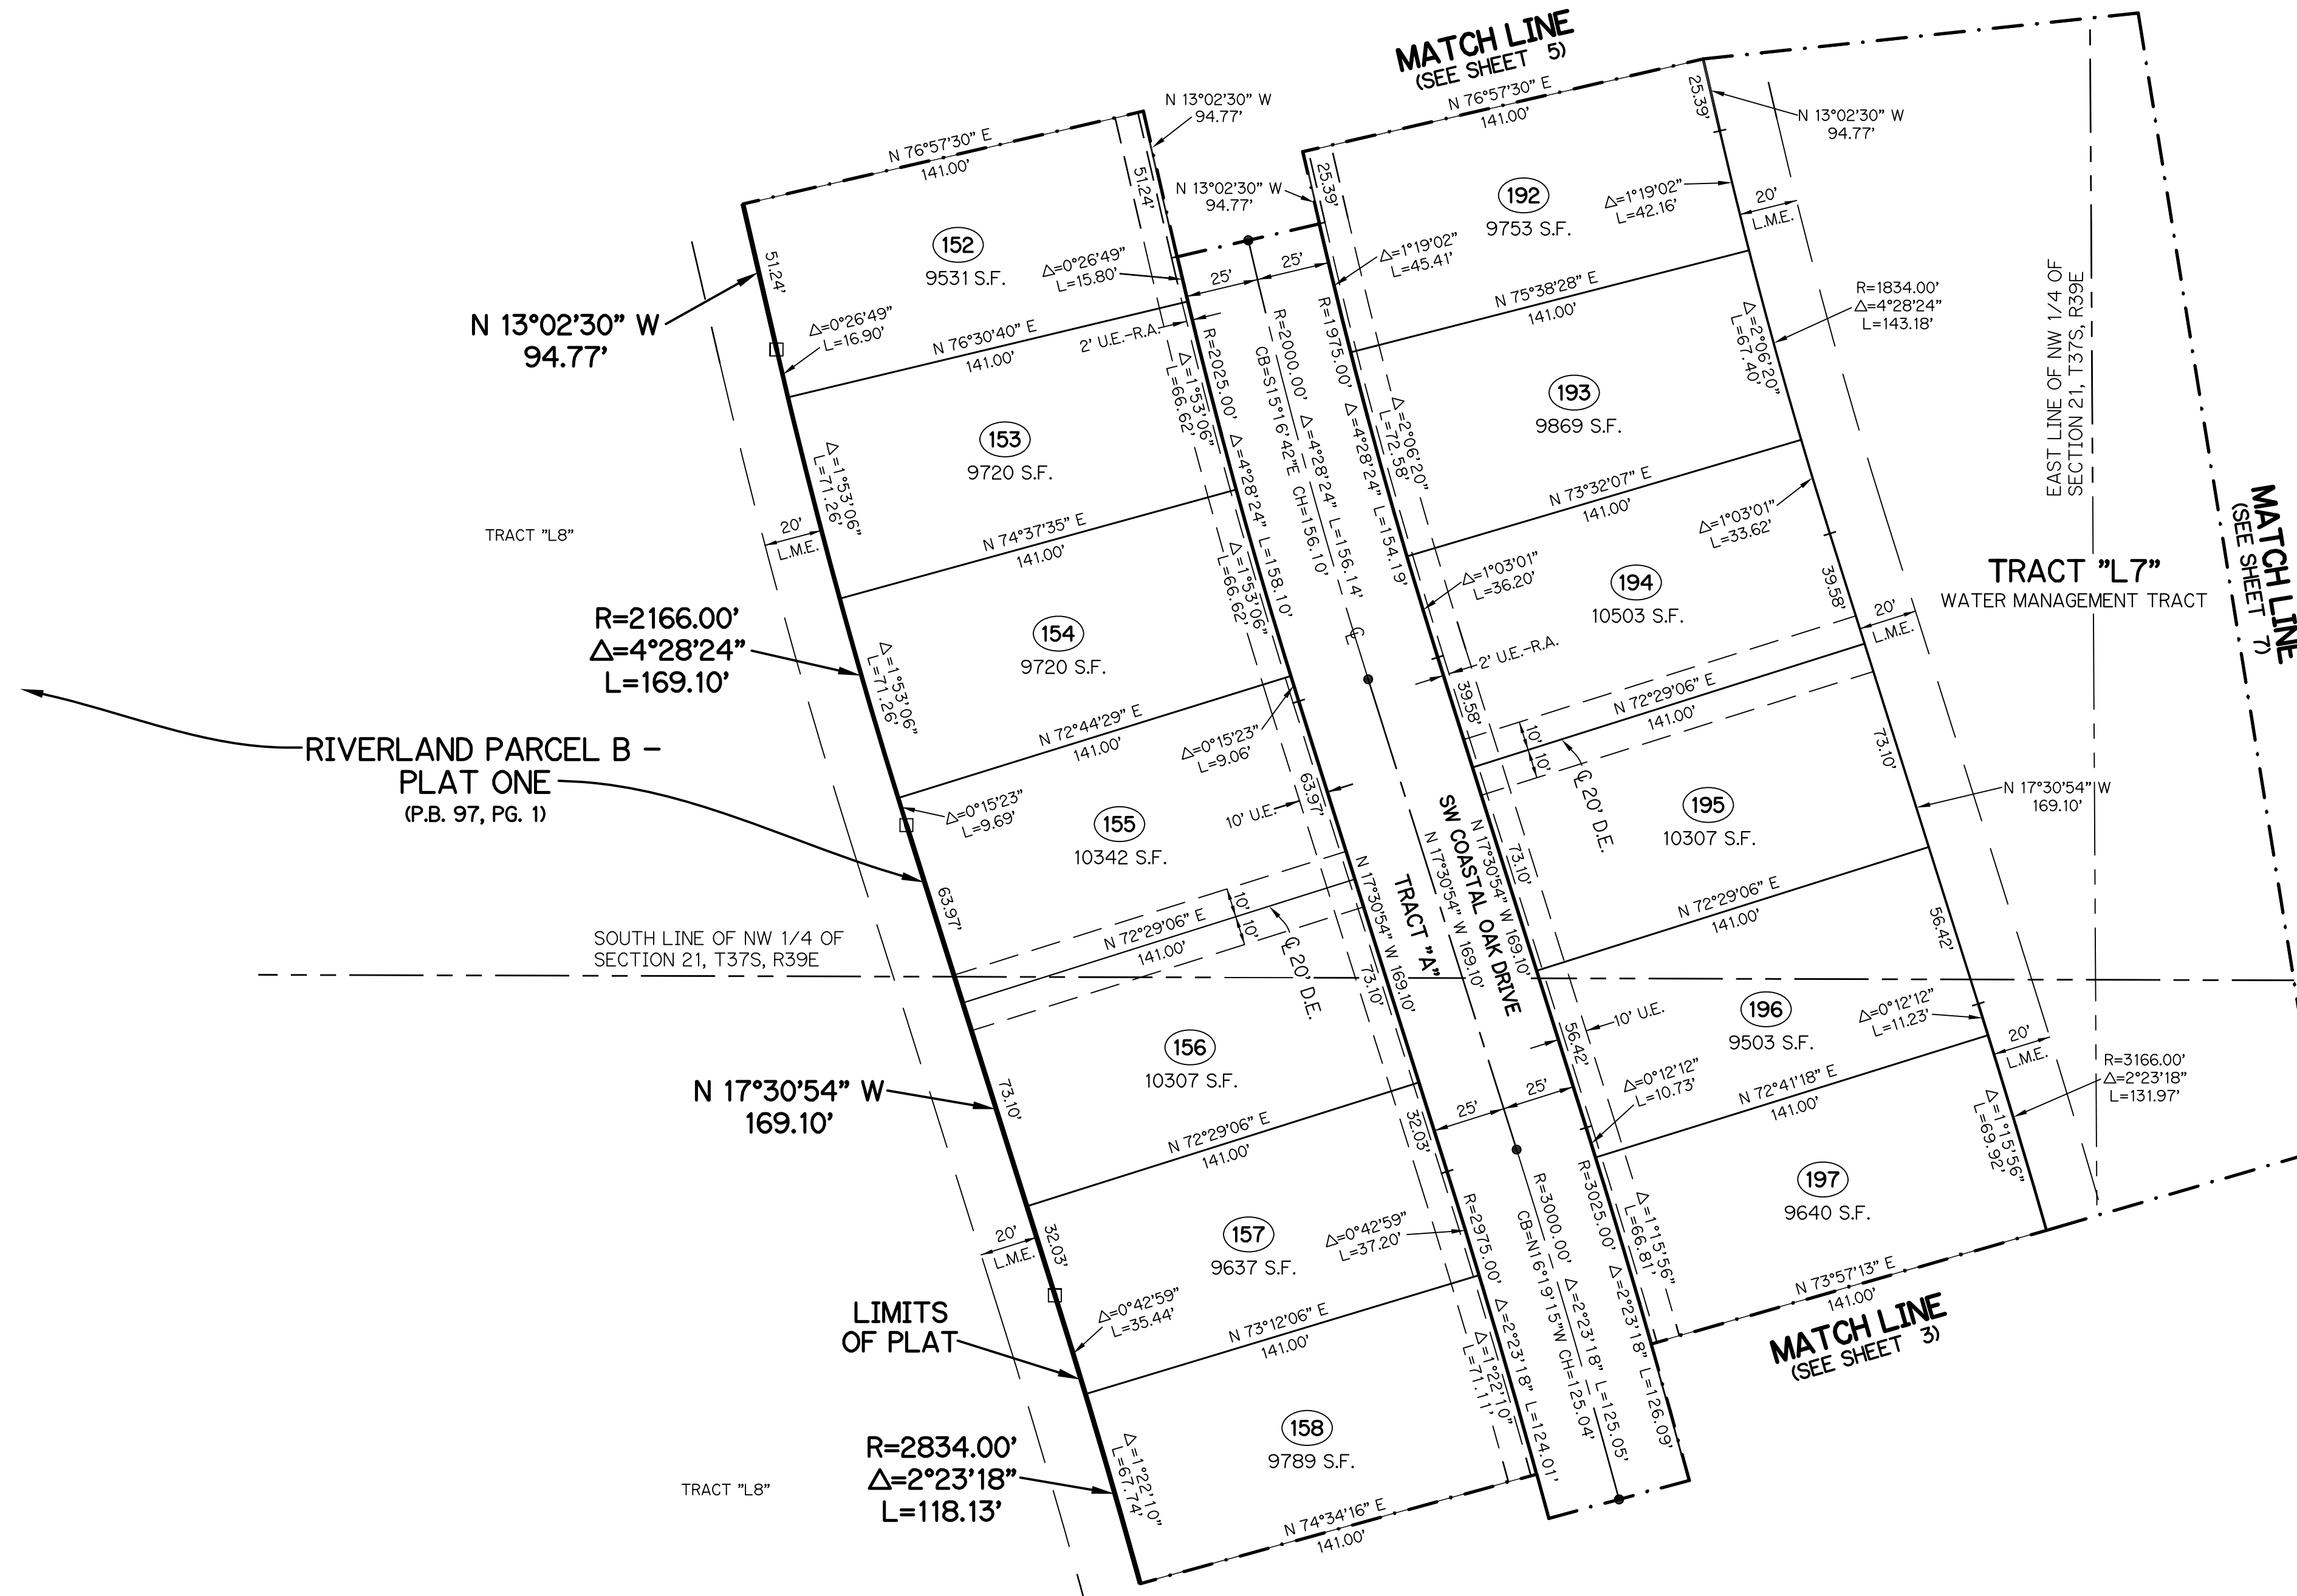 MATCH LINE
(SEE SHEET 5)
N 76°57'30" E
141.00'
N 13°02'30" W
94.77'
N 76°57'30" E
141.00'
25.39'
N 13°02'30" W
94.77'
51.24'
N 13°02'30" W
94.77'
25.39'
192
9753 S.F.
Δ=1°19'02"
L=42.16'
20'
L.M.E.
152
9531 S.F.
51.24'
N 13°02'30" W
94.77'
Δ=0°26'49"
L=15.80'
25'
25'
Δ=1°19'02"
L=45.41'
N 75°38'28" E
141.00'
R=1834.00'
Δ=4°28'24"
L=143.18'
EAST LINE OF NW 1/4 OF
SECTION 21, T37S, R39E
Δ=0°26'49"
L=16.90'
N 76°30'40" E
141.00'
2' U.E.-R.A.
R=2025.00' Δ=4°28'24" L=158.10'
R=2000.00' Δ=4°28'24" L=156.14'
CB=S15°16'42"E CH=156.10'
R=1975.00' Δ=4°28'24" L=154.19'
Δ=2°06'20"
L=67.40'
Δ=1°53'06"
L=66.62'
Δ=2°06'20"
L=72.58'
193
9869 S.F.
153
9720 S.F.
Δ=1°53'06"
L=71.26'
N 73°32'07" E
141.00'
Δ=1°03'01"
L=33.62'
TRACT "L8"
20'
L.M.E.
N 74°37'35" E
141.00'
Δ=1°53'06"
L=66.62'
Δ=1°03'01"
L=36.20'
194
10503 S.F.
39.58'
20'
L.M.E.
TRACT "L7"
WATER MANAGEMENT TRACT
MATCH LINE
(SEE SHEET 7)
R=2166.00'
Δ=4°28'24"
L=169.10'
154
9720 S.F.
Δ=1°53'06"
L=71.26'
℄
2' U.E.-R.A.
39.58'
N 72°29'06" E
141.00'
10'
10'
℄ 20' D.E.
73.10'
N 72°44'29" E
141.00'
Δ=0°15'23"
L=9.06'
RIVERLAND PARCEL B -
PLAT ONE
(P.B. 97, PG. 1)
Δ=0°15'23"
L=9.69'
155
10342 S.F.
63.97'
10' U.E.
195
10307 S.F.
N 17°30'54" W
169.10'
SW COASTAL OAK DRIVE
N 17°30'54" W 169.10'
N 17°30'54" W 169.10'
73.10'
TRACT "A"
N 17°30'54" W 169.10'
63.97'
N 72°29'06" E
141.00'
10'
10'
℄ 20' D.E.
N 72°29'06" E
141.00'
56.42'
SOUTH LINE OF NW 1/4 OF
SECTION 21, T37S, R39E
73.10'
196
9503 S.F.
Δ=0°12'12"
L=11.23'
10' U.E.
56.42'
20'
L.M.E.
156
10307 S.F.
73.10'
N 17°30'54" W
169.10'
25'
25'
Δ=0°12'12"
L=10.73'
N 72°41'18" E
141.00'
R=3166.00'
Δ=2°23'18"
L=131.97'
Δ=1°15'56"
L=69.92'
N 72°29'06" E
141.00'
32.03'
197
9640 S.F.
R=2975.00' Δ=2°23'18" L=124.01'
R=3000.00' Δ=2°23'18" L=125.05'
CB=N16°19'15"W CH=125.04'
R=3025.00' Δ=2°23'18" L=126.09'
Δ=1°15'56"
L=66.81'
20'
L.M.E.
32.03'
157
9637 S.F.
Δ=0°42'59"
L=37.20'
N 73°57'13" E
141.00'
MATCH LINE
(SEE SHEET 3)
LIMITS
OF PLAT
Δ=0°42'59"
L=35.44'
N 73°12'06" E
141.00'
Δ=1°22'10"
L=71.11'
158
9789 S.F.
R=2834.00'
Δ=2°23'18"
L=118.13'
Δ=1°22'10"
L=67.74'
TRACT "L8"
N 74°34'16" E
141.00'